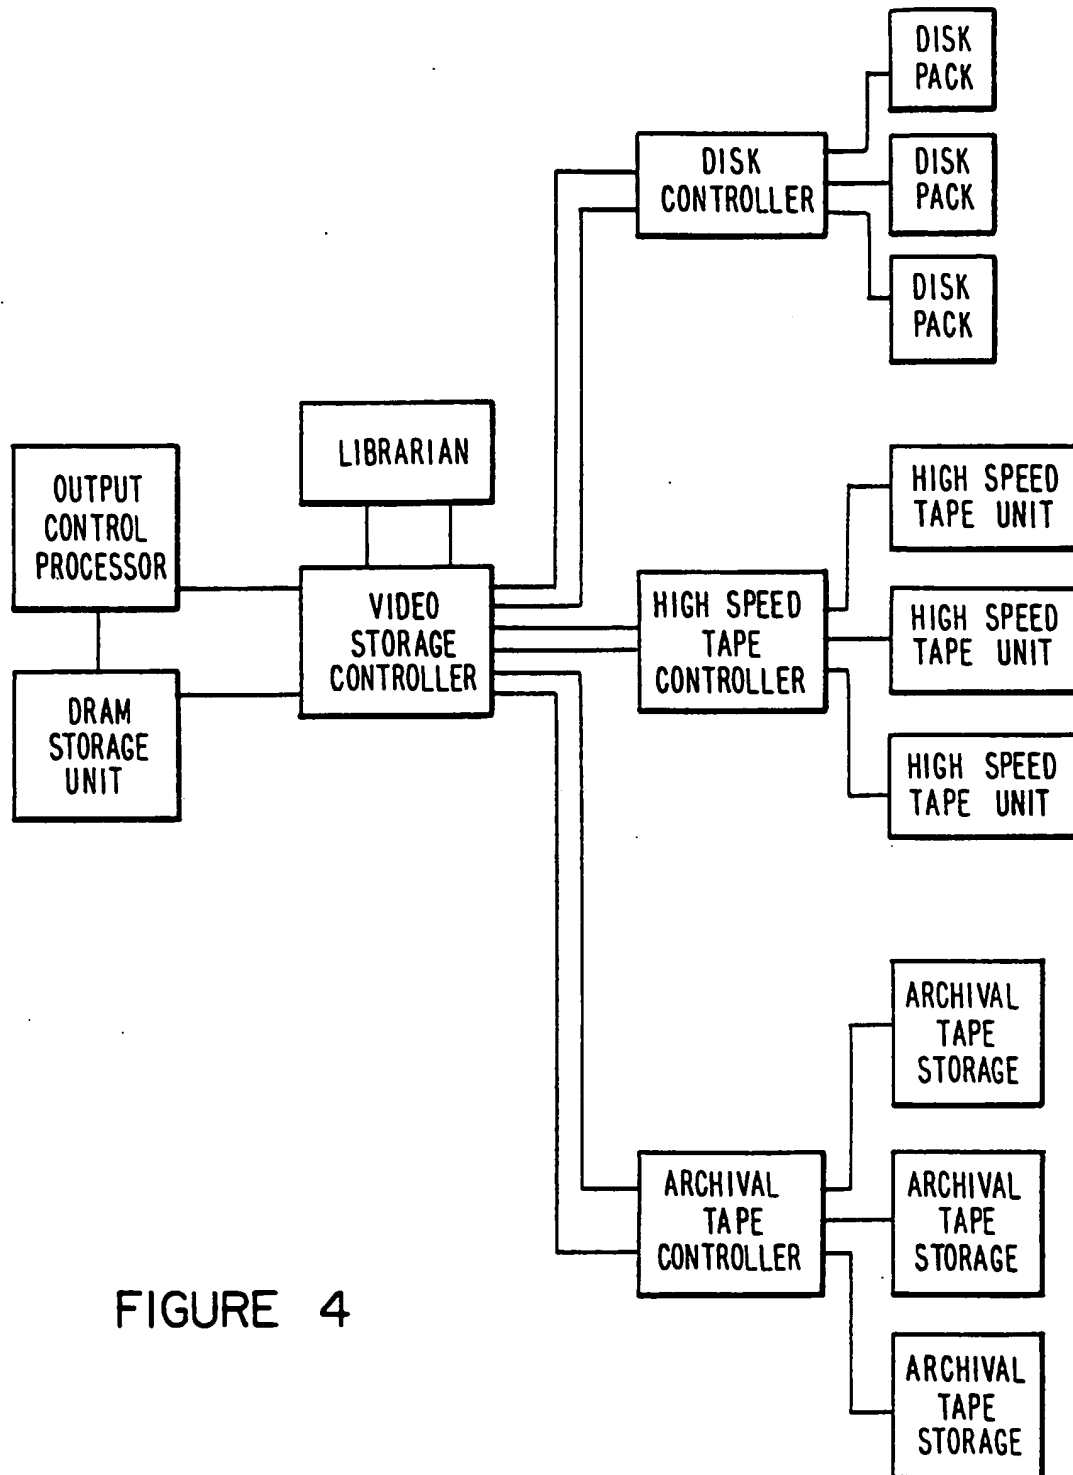 DISK
PACK
DISK
CONTROLLER
DISK
PACK
DISK
PACK
LIBRARIAN
OUTPUT
CONTROL
PROCESSOR
VIDEO
STORAGE
CONTROLLER
DRAM
STORAGE
UNIT
HIGH SPEED
TAPE
CONTROLLER
HIGH SPEED
TAPE UNIT
HIGH SPEED
TAPE UNIT
HIGH SPEED
TAPE UNIT
ARCHIVAL
TAPE
CONTROLLER
ARCHIVAL
TAPE
STORAGE
ARCHIVAL
TAPE
STORAGE
ARCHIVAL
TAPE
STORAGE
FIGURE 4